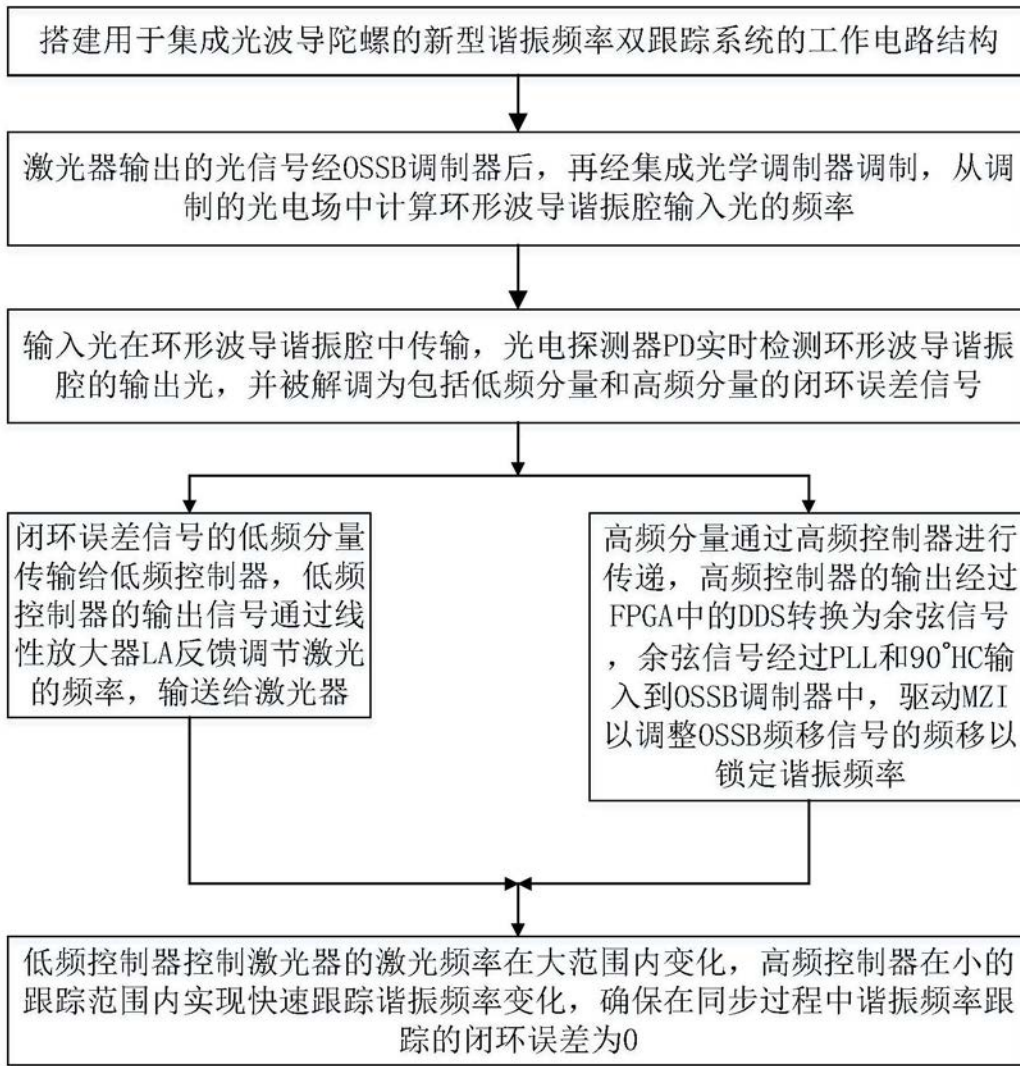 搭建用于集成光波导陀螺的新型谐振频率双跟踪系统的工作电路结构
激光器输出的光信号经OSSB调制器后，再经集成光学调制器调制，从调
制的光电场中计算环形波导谐振腔输入光的频率
输入光在环形波导谐振腔中传输，光电探测器PD实时检测环形波导谐振
腔的输出光，并被解调为包括低频分量和高频分量的闭环误差信号
闭环误差信号的低频分量
传输给低频控制器，低频
控制器的输出信号通过线
性放大器LA反馈调节激光
的频率，输送给激光器
高频分量通过高频控制器进行
传递，高频控制器的输出经过
FPGA中的DDS转换为余弦信号
，余弦信号经过PLL和90°HC输
入到OSSB调制器中，驱动MZI
以调整OSSB频移信号的频移以
锁定谐振频率
低频控制器控制激光器的激光频率在大范围内变化，高频控制器在小的
跟踪范围内实现快速跟踪谐振频率变化，确保在同步过程中谐振频率跟
踪的闭环误差为0